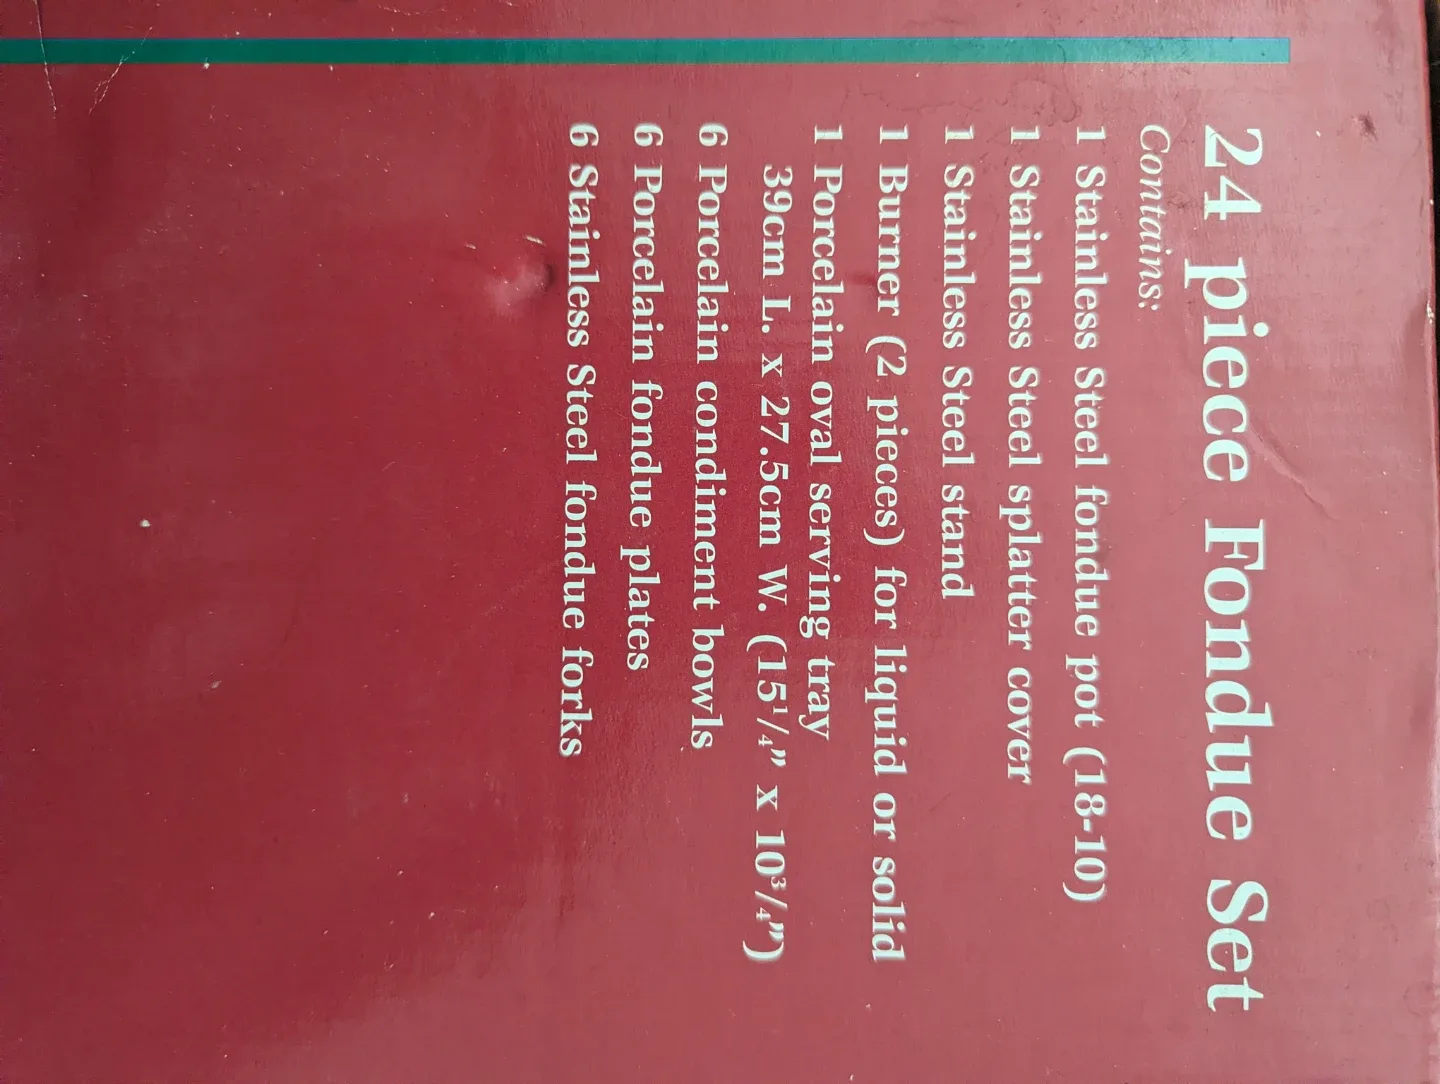 24 piece Fondue Set
Contains:
1 Stainless Steel fondue pot (18-10)
1 Stainless Steel splatter cover
1 Stainless Steel stand
1 Burner (2 pieces) for liquid or solid
1 Porcelain oval serving tray
39cm L. x 27.5cm W. (15¹/₄" x 10³/₄")
6 Porcelain condiment bowls
6 Porcelain fondue plates
6 Stainless Steel fondue forks